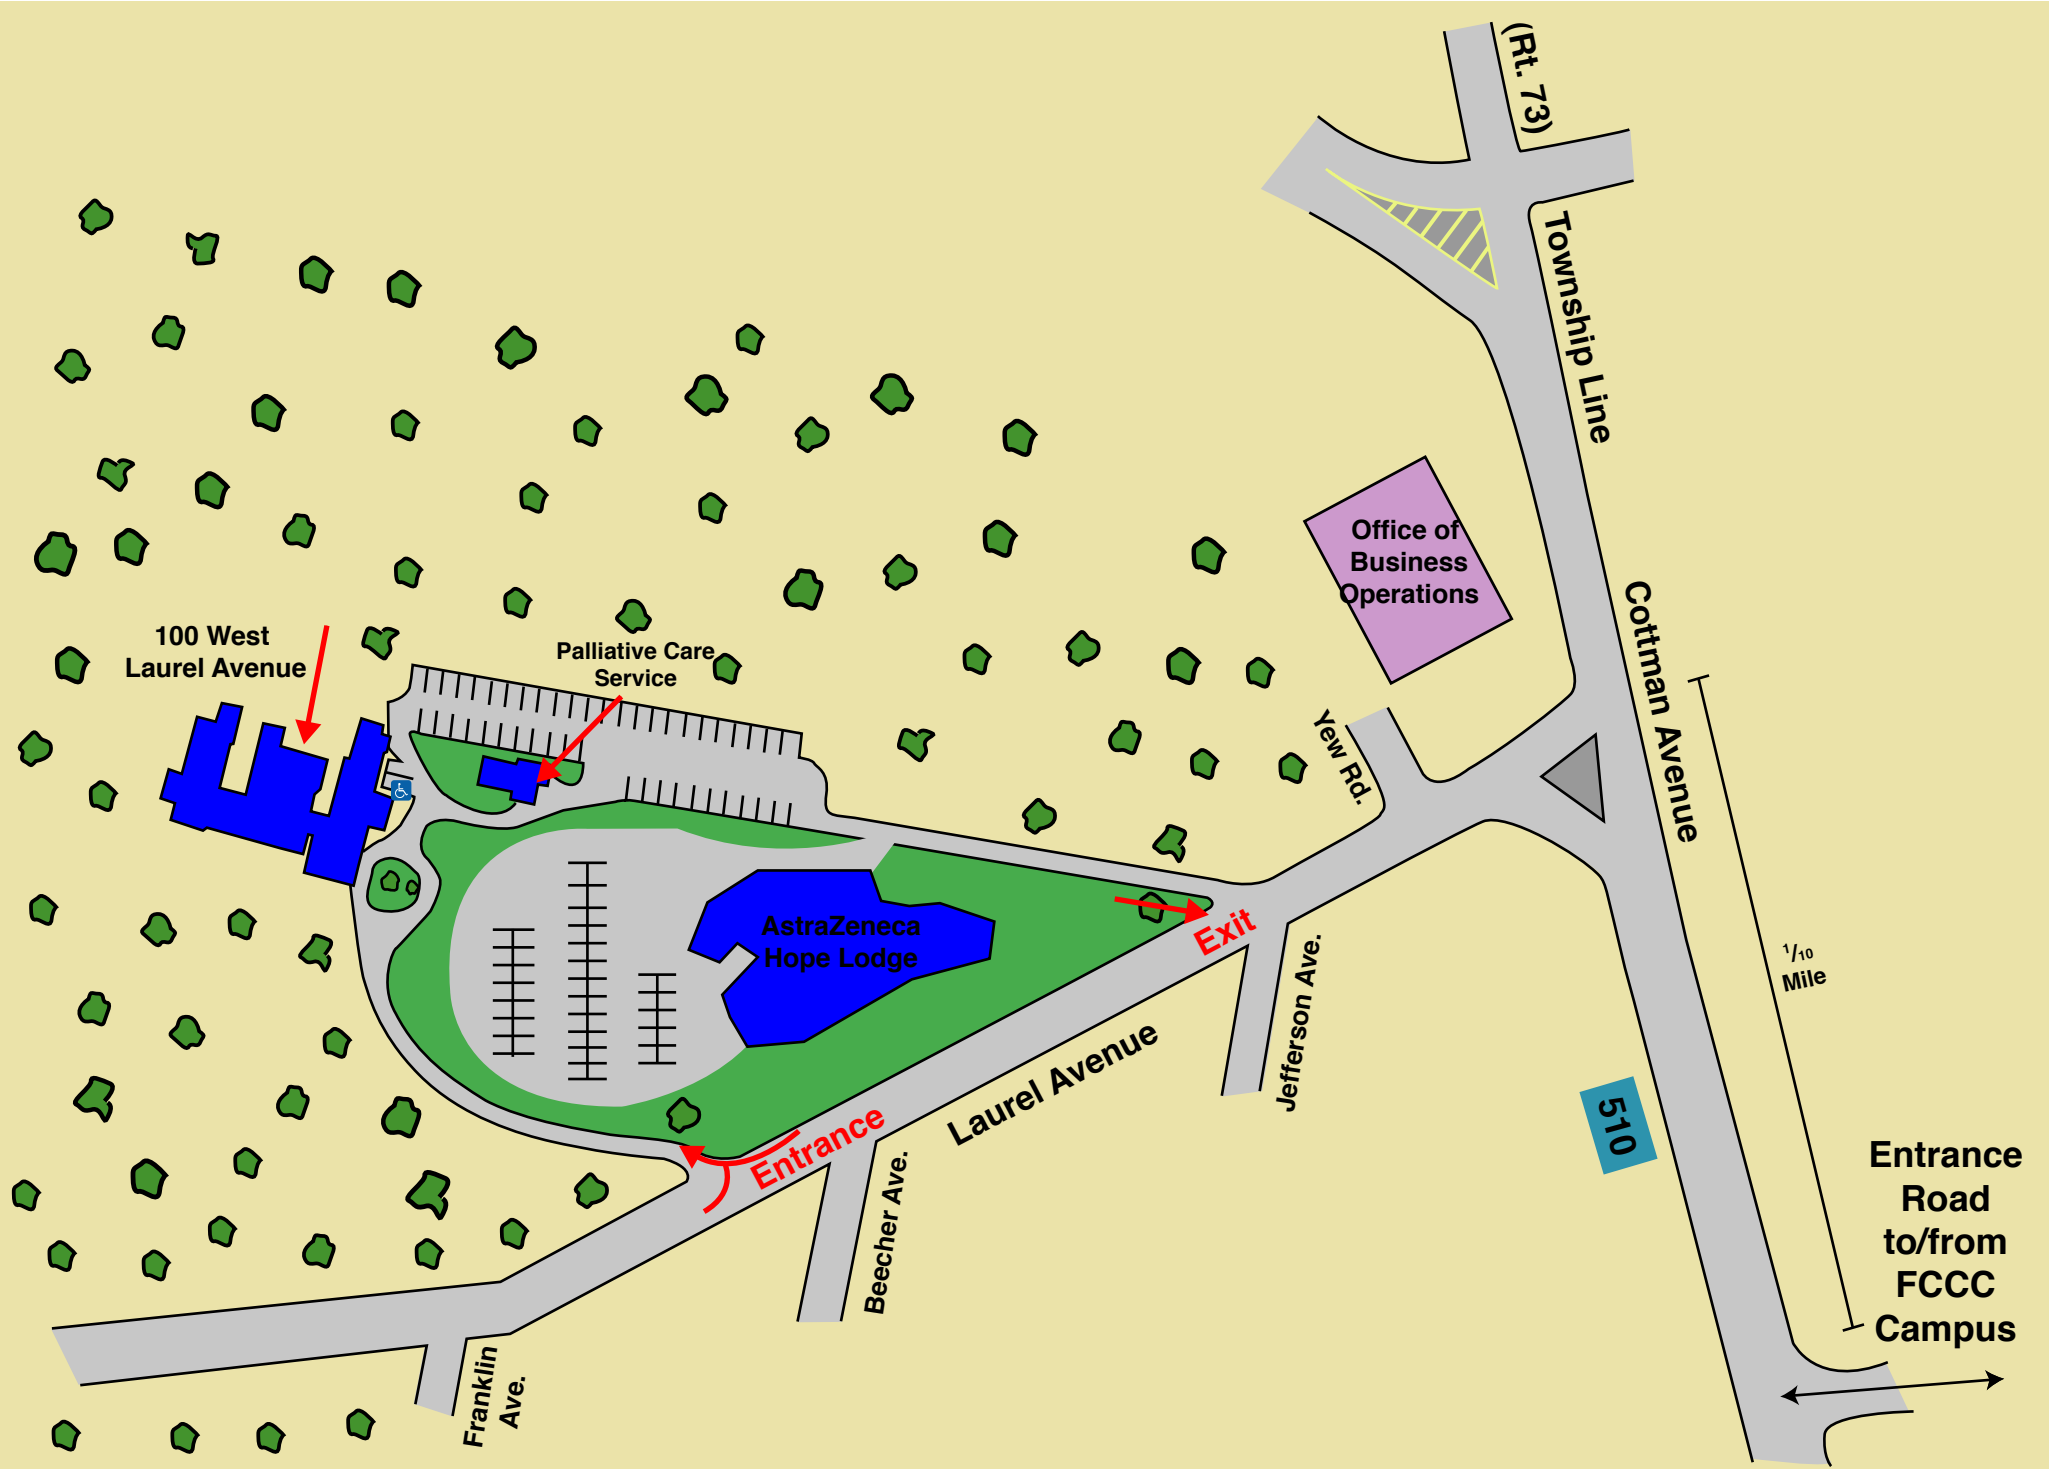 (Rt. 73)
Township Line
Office of
Business
Operations
Cottman Avenue
100 West
Laurel Avenue
Palliative Care
Service
Yew Rd.
AstraZeneca
Hope Lodge
Exit
1/10
Mile
Jefferson Ave.
Laurel Avenue
Entrance
Beecher Ave.
510
Entrance
Road
to/from
FCCC
Campus
Franklin
Ave.